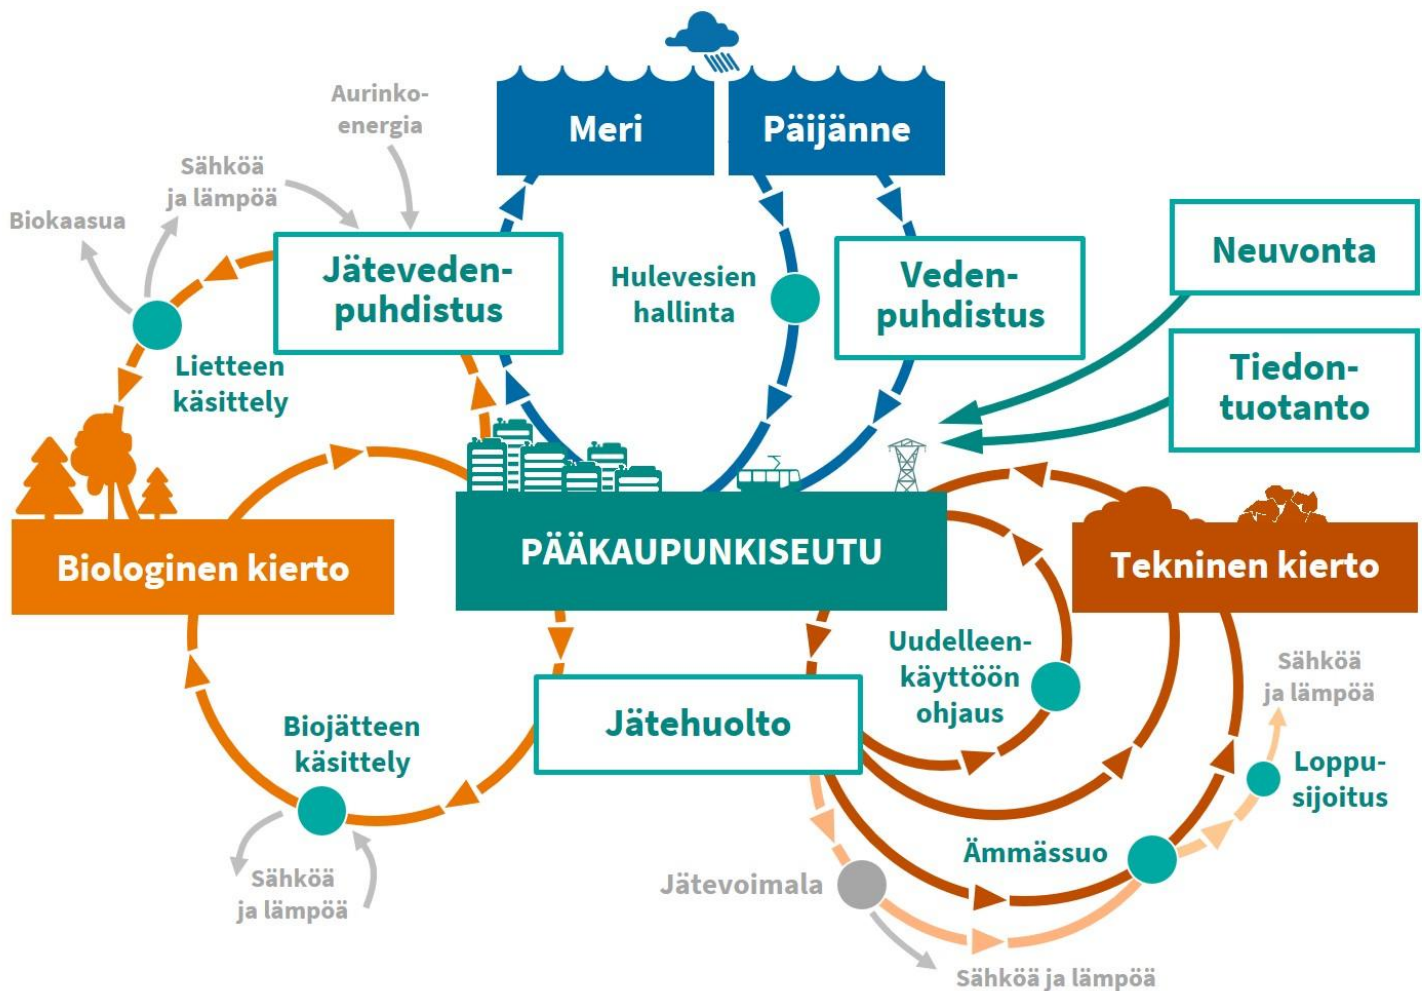 Meri
Päijänne
Aurinko-
energia
Sähköä
ja lämpöä
Biokaasua
Jäteveden-
puhdistus
Hulevesien
hallinta
Veden-
puhdistus
Neuvonta
Tiedon-
tuotanto
Lietteen
käsittely
Biologinen kierto
PÄÄKAUPUNKISEUTU
Tekninen kierto
Uudelleen-
käyttöön
ohjaus
Sähköä
ja lämpöä
Jätehuolto
Biojätteen
käsittely
Loppu-
sijoitus
Ämmässuo
Jätevoimala
Sähköä
ja lämpöä
Sähköä ja lämpöä